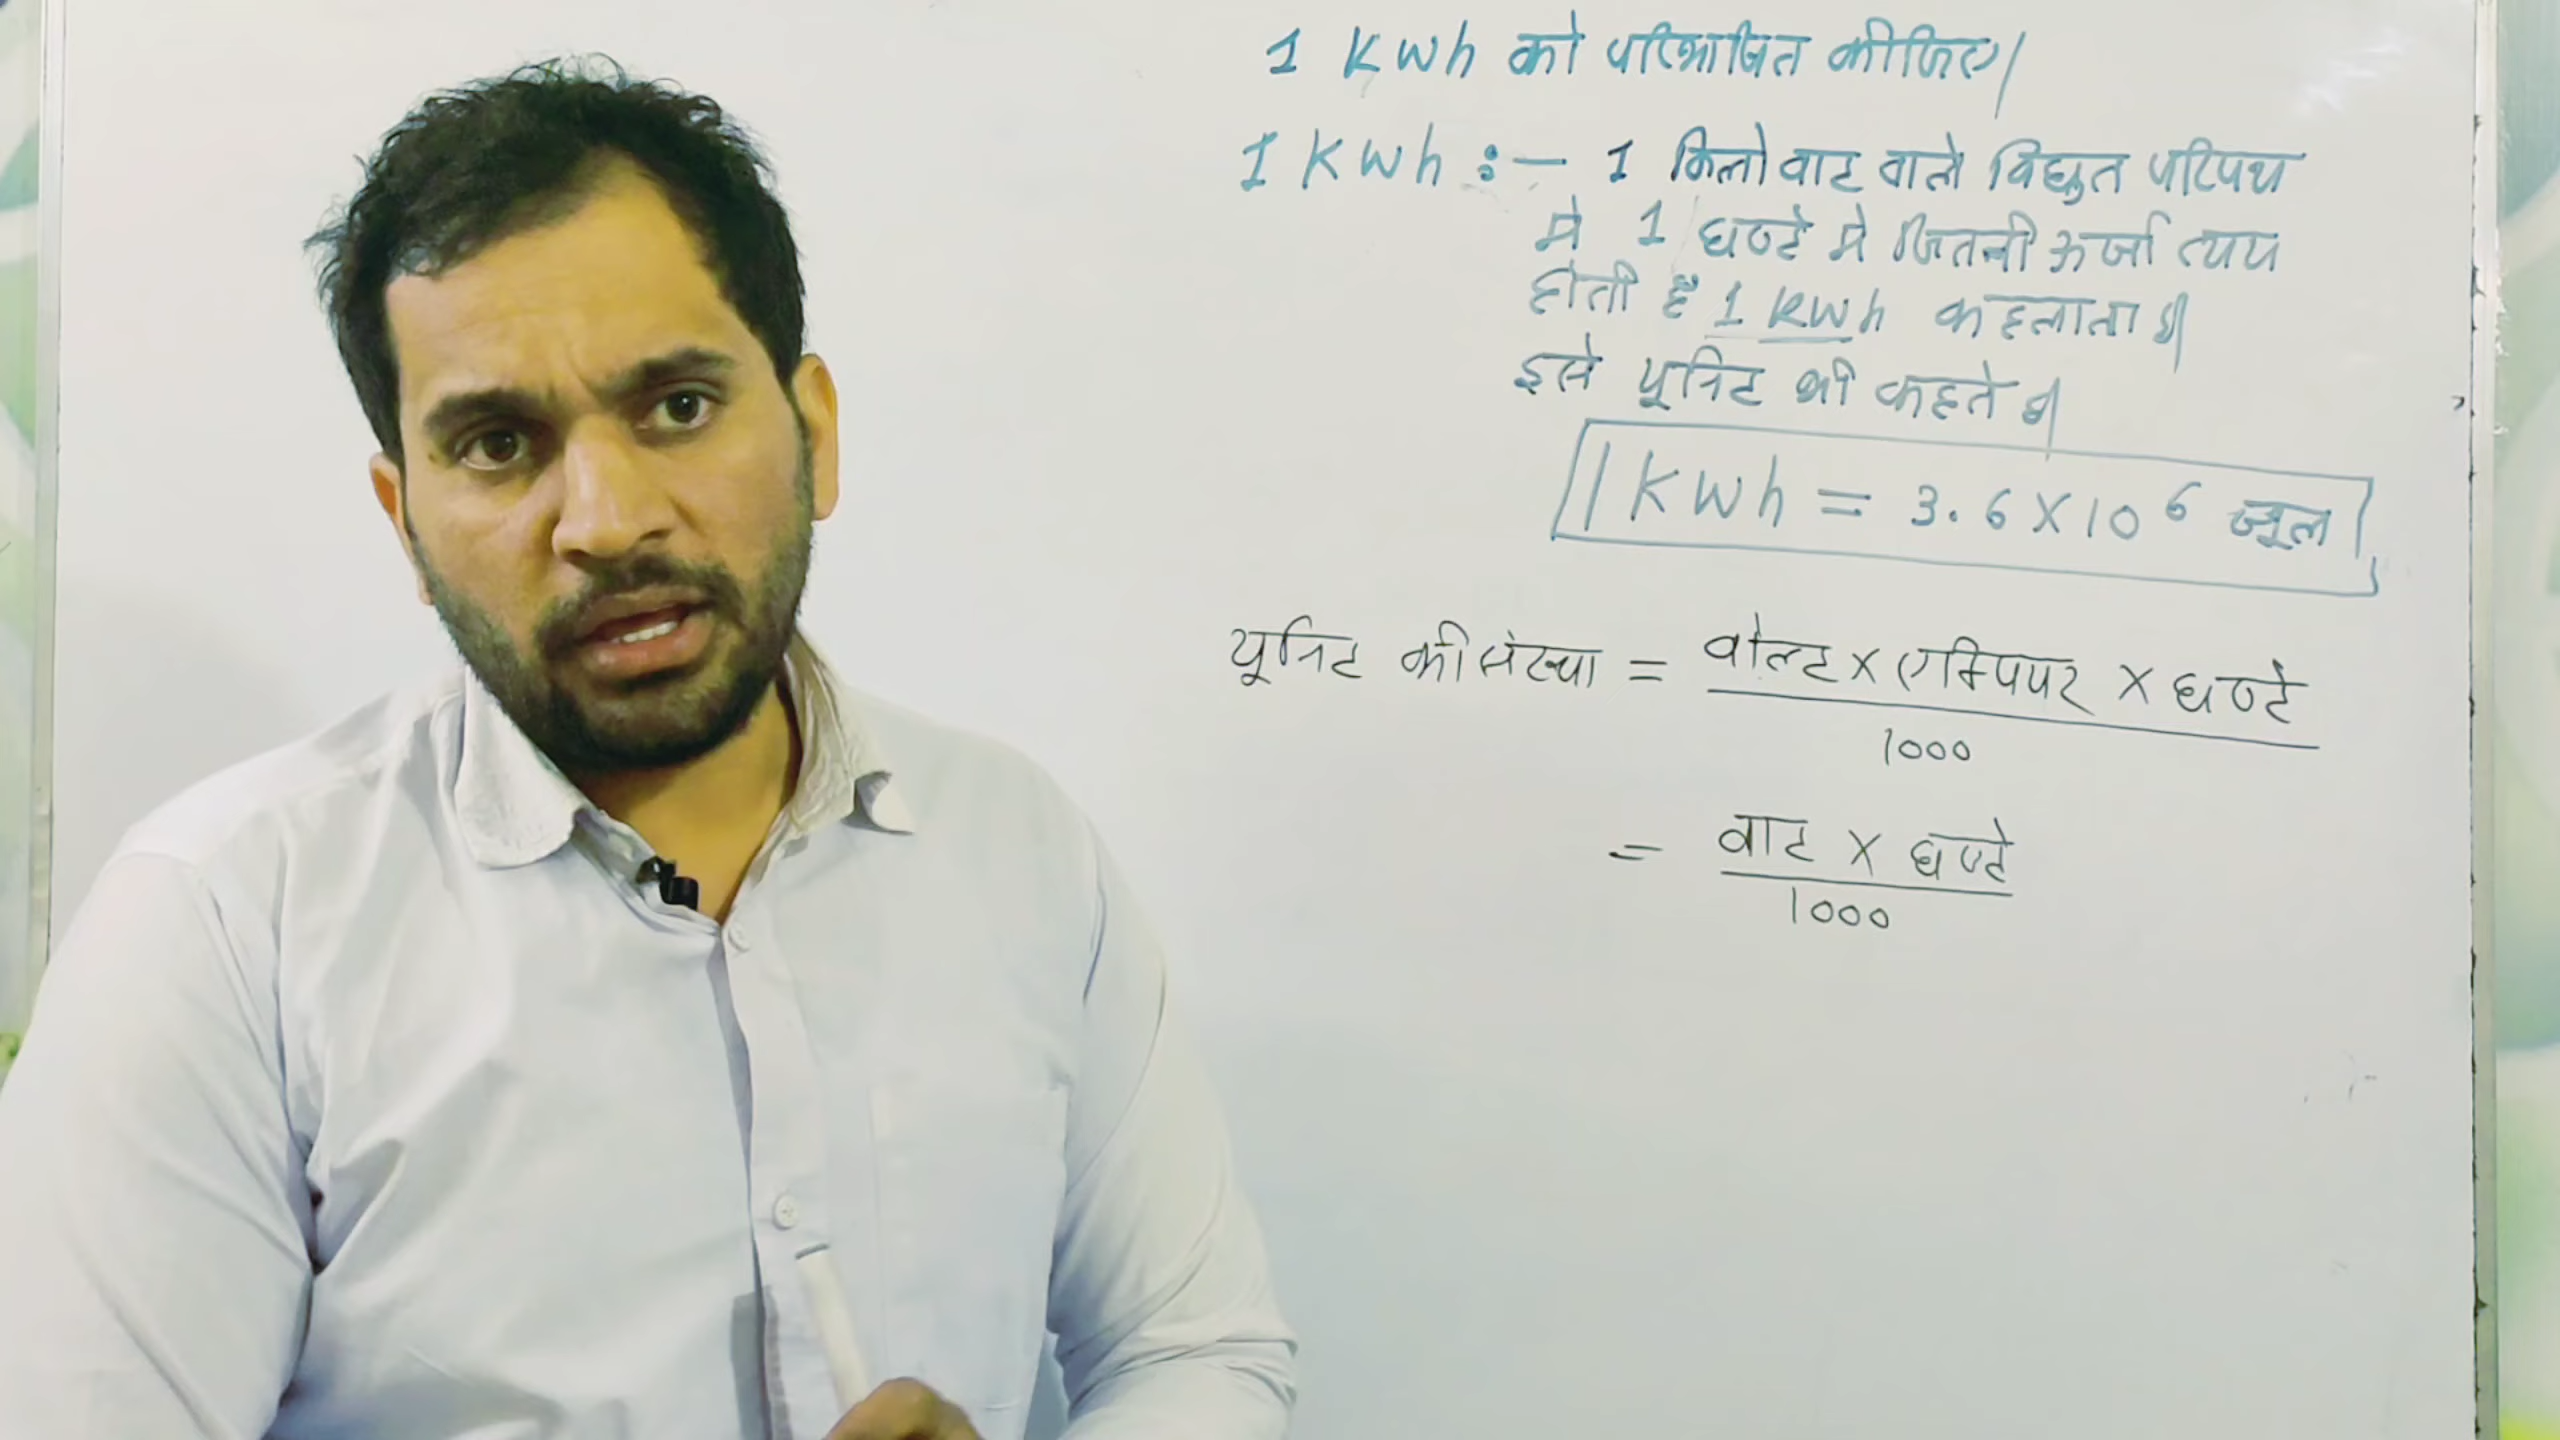 1 KWh को परिभाषित कीजिए।
1 KWh :- 1 किलोवाट वाले विद्युत परिपथ
मे 1 घण्टे मे जितनी ऊर्जा व्यय
होती है 1 KWh कहलाता है।
इसे यूनिट भी कहते है।
1 KWh = 3.6 X 10⁶ जूल
यूनिट की संख्या = वोल्ट x एम्पियर x घण्टे
1000
= वाट x घण्टे
1000